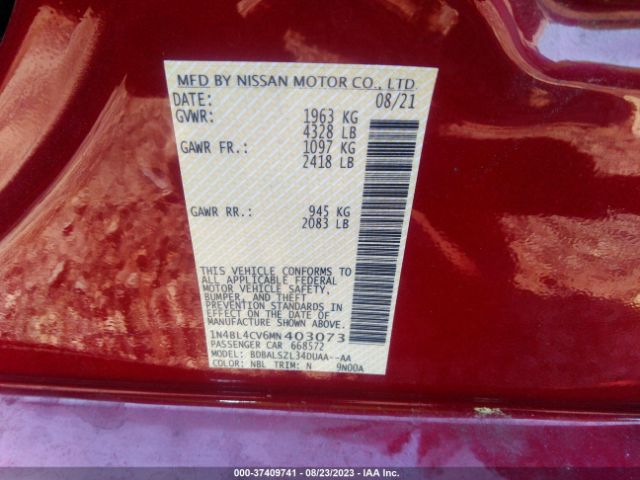 MFD BY NISSAN MOTOR CO., LTD.
DATE: 08/21
GVWR: 1963 KG
4328 LB
GAWR FR.: 1097 KG
2418 LB
GAWR RR.: 945 KG
2083 LB
THIS VEHICLE CONFORMS TO
ALL APPLICABLE FEDERAL
MOTOR VEHICLE SAFETY,
BUMPER, AND THEFT
PREVENTION STANDARDS IN
EFFECT ON THE DATE OF
MANUFACTURE SHOWN ABOVE.
1N4BL4CV6MN403073
PASSENGER CAR 668572
MODEL: BDBALSZL34DUAA--AA
COLOR: NBL TRIM: N 9N00A
000-37409741 / 08/23/2023 - IAA Inc.